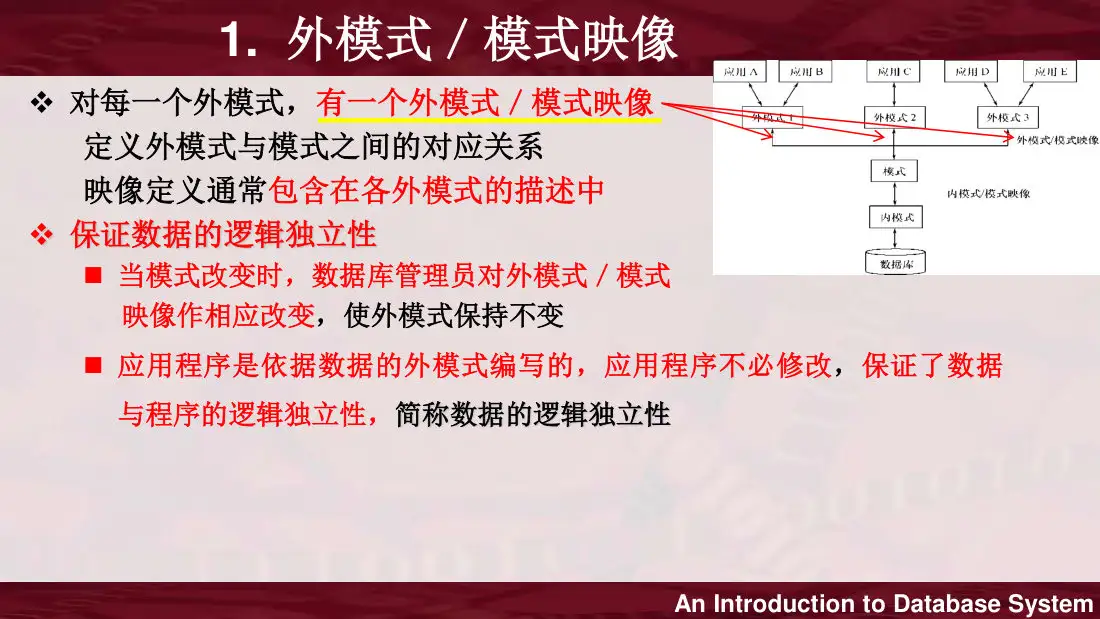 1. 外模式／模式映像
❖ 对每一个外模式，有一个外模式／模式映像
定义外模式与模式之间的对应关系
映像定义通常包含在各外模式的描述中
❖ 保证数据的逻辑独立性
■ 当模式改变时，数据库管理员对外模式／模式
映像作相应改变，使外模式保持不变
■ 应用程序是依据数据的外模式编写的，应用程序不必修改，保证了数据
与程序的逻辑独立性，简称数据的逻辑独立性
应用 A 应用 B 应用 C 应用 D 应用 E
外模式 1 外模式 2 外模式 3
外模式/模式映像
模式
内模式/模式映像
内模式
数据库
An Introduction to Database System